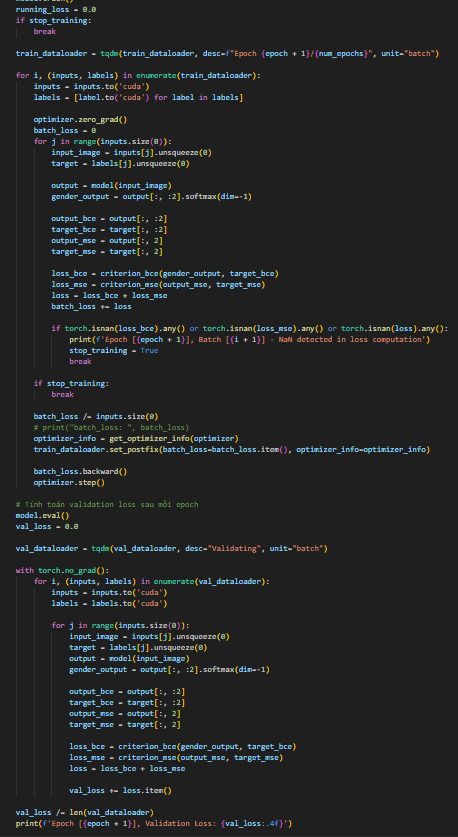 running_loss = 0.0
if stop_training:
    break

train_dataloader = tqdm(train_dataloader, desc=f"Epoch {epoch + 1}/{num_epochs}", unit="batch")

for i, (inputs, labels) in enumerate(train_dataloader):
    inputs = inputs.to('cuda')
    labels = [label.to('cuda') for label in labels]

    optimizer.zero_grad()
    batch_loss = 0
    for j in range(inputs.size(0)):
        input_image = inputs[j].unsqueeze(0)
        target = labels[j].unsqueeze(0)

        output = model(input_image)
        gender_output = output[:, :2].softmax(dim=-1)

        output_bce = output[:, :2]
        target_bce = target[:, :2]
        output_mse = output[:, 2]
        target_mse = target[:, 2]

        loss_bce = criterion_bce(gender_output, target_bce)
        loss_mse = criterion_mse(output_mse, target_mse)
        loss = loss_bce + loss_mse
        batch_loss += loss

        if torch.isnan(loss_bce).any() or torch.isnan(loss_mse).any() or torch.isnan(loss).any():
            print(f'Epoch [{epoch + 1}], Batch [{i + 1}] - NaN detected in loss computation')
            stop_training = True
            break

    if stop_training:
        break

    batch_loss /= inputs.size(0)
    # print("batch_loss: ", batch_loss)
    optimizer_info = get_optimizer_info(optimizer)
    train_dataloader.set_postfix(batch_loss=batch_loss.item(), optimizer_info=optimizer_info)

    batch_loss.backward()
    optimizer.step()

# Tính toán validation loss sau mỗi epoch
model.eval()
val_loss = 0.0

val_dataloader = tqdm(val_dataloader, desc="Validating", unit="batch")

with torch.no_grad():
    for i, (inputs, labels) in enumerate(val_dataloader):
        inputs = inputs.to('cuda')
        labels = labels.to('cuda')

        for j in range(inputs.size(0)):
            input_image = inputs[j].unsqueeze(0)
            target = labels[j].unsqueeze(0)
            output = model(input_image)
            gender_output = output[:, :2].softmax(dim=-1)

            output_bce = output[:, :2]
            target_bce = target[:, :2]
            output_mse = output[:, 2]
            target_mse = target[:, 2]

            loss_bce = criterion_bce(gender_output, target_bce)
            loss_mse = criterion_mse(output_mse, target_mse)
            loss = loss_bce + loss_mse

            val_loss += loss.item()

val_loss /= len(val_dataloader)
print(f'Epoch [{epoch + 1}], Validation Loss: {val_loss:.4f}')